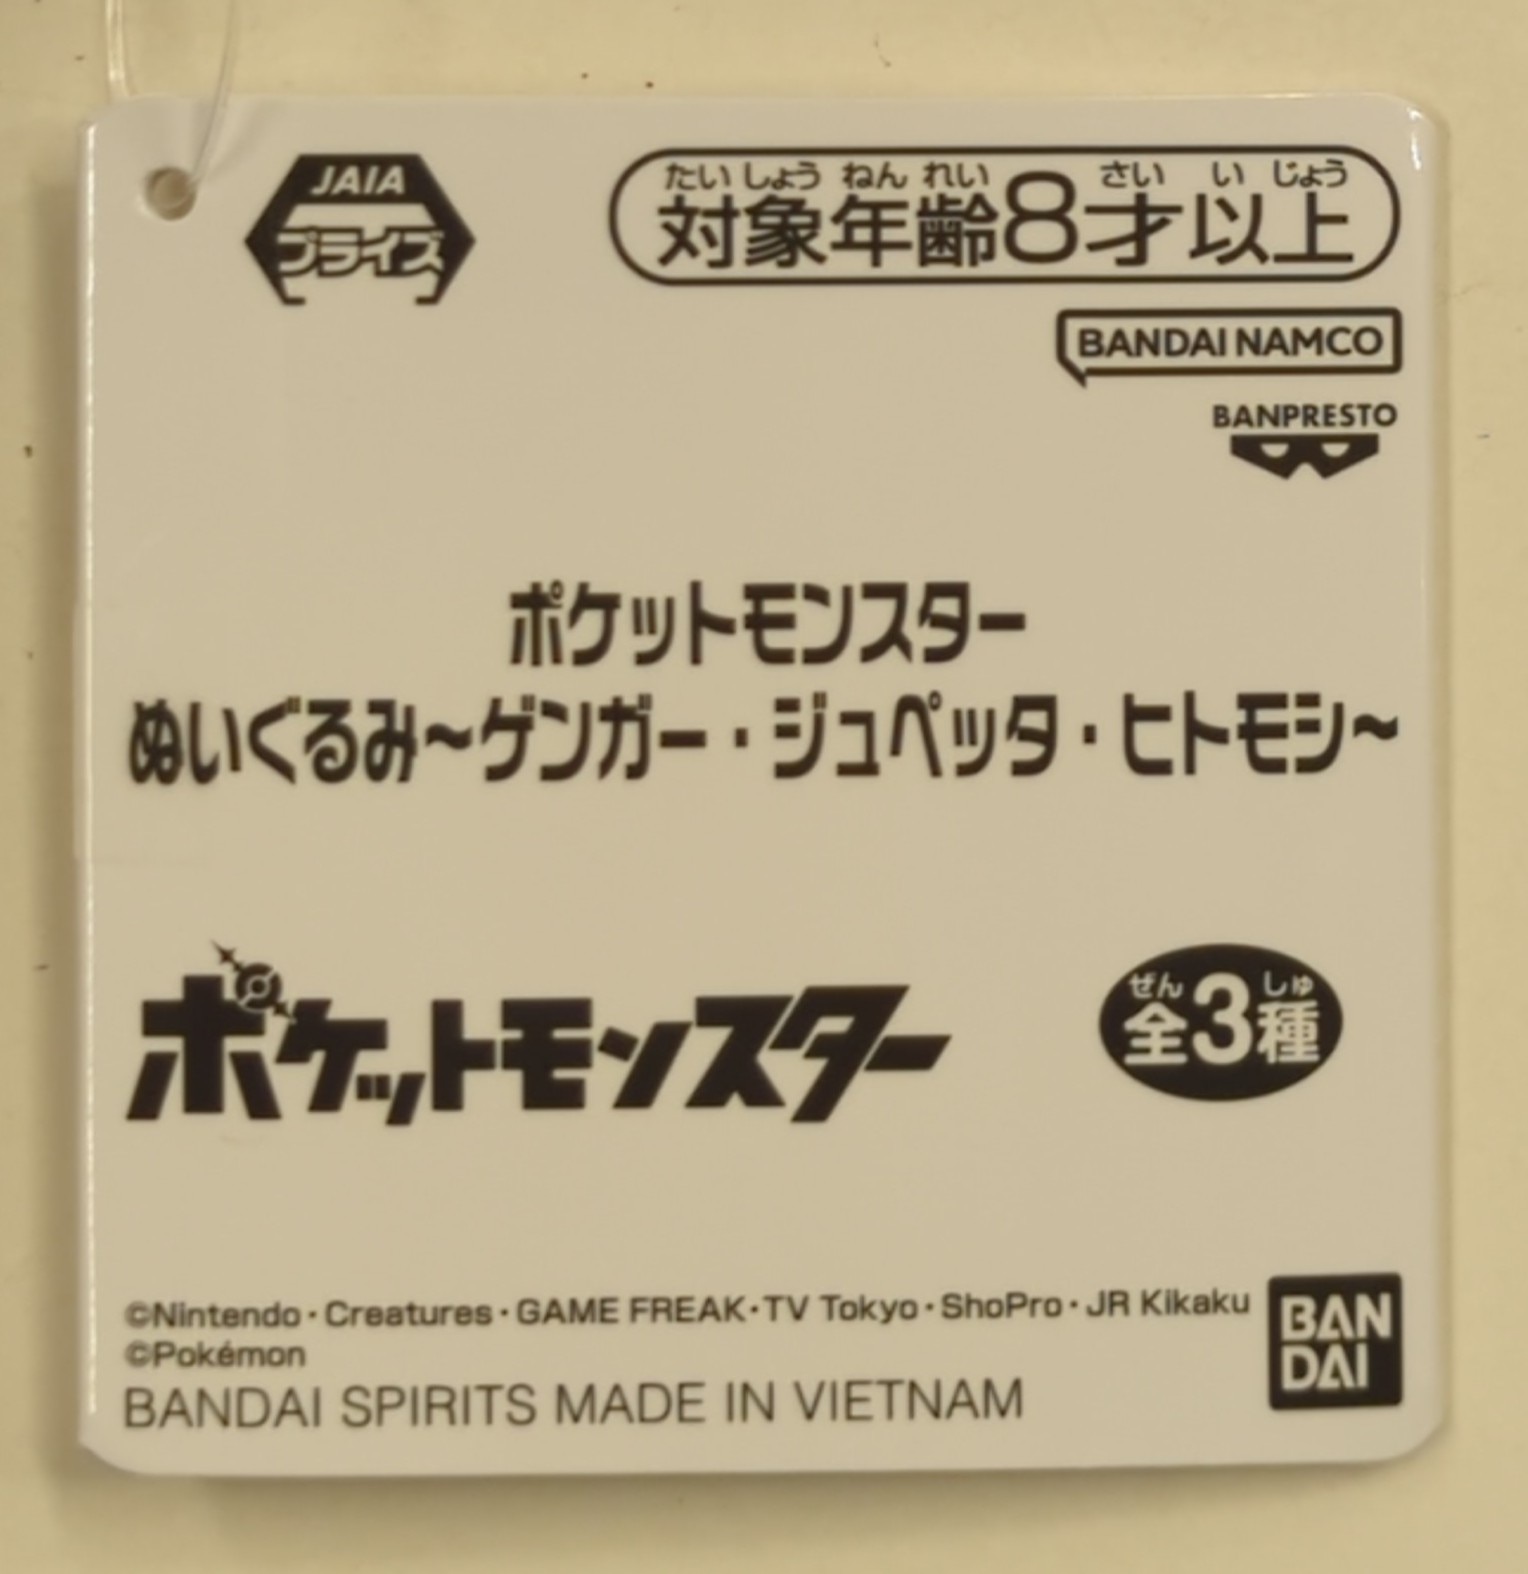 JAIA
プライズ
たいしょう ねん れい さい い じょう
対象年齢8才以上
BANDAI NAMCO
BANPRESTO
ポケットモンスター
ぬいぐるみ~ゲンガー・ジュペッタ・ヒトモシ~
ポケットモンスター
ぜん しゅ
全3種
©Nintendo・Creatures・GAME FREAK・TV Tokyo・ShoPro・JR Kikaku
©Pokémon
BANDAI SPIRITS MADE IN VIETNAM
BAN
DAI